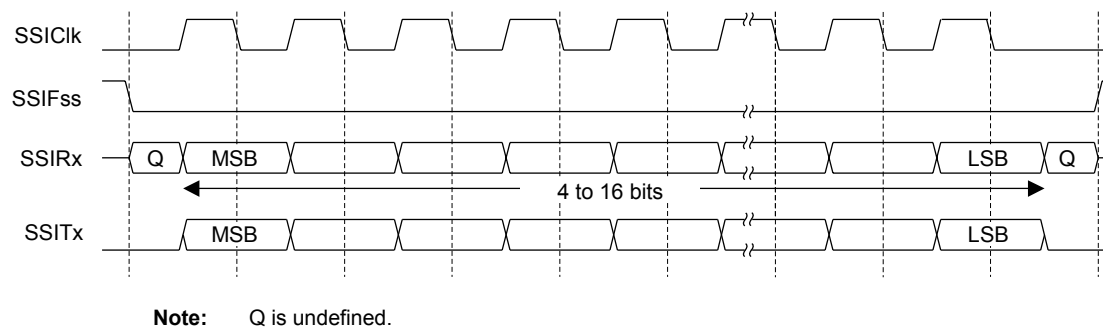 SSIClk
SSIFss
SSIRx Q MSB LSB Q
4 to 16 bits
SSITx MSB LSB
Note: Q is undefined.